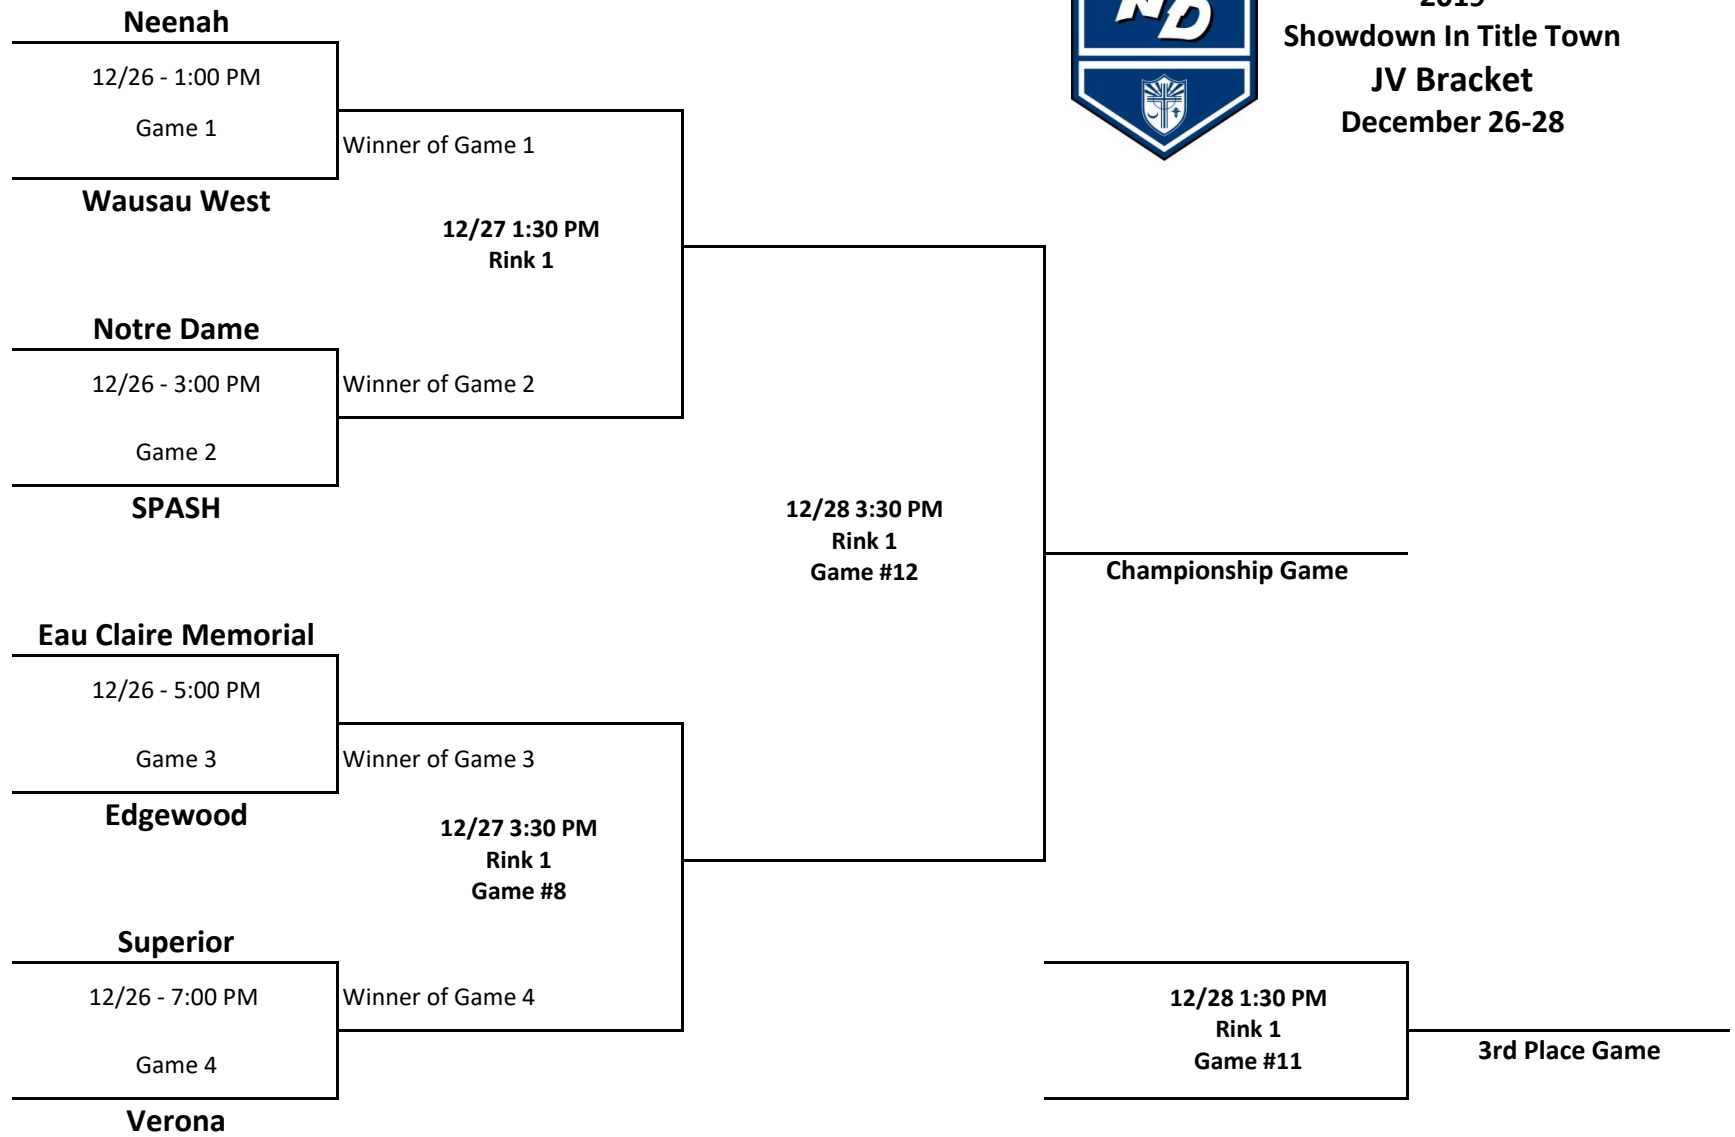 Neenah
12/26 - 1:00 PM
Game 1
Winner of Game 1
Wausau West
12/27 1:30 PM
Rink 1
Notre Dame
12/26 - 3:00 PM
Winner of Game 2
Game 2
SPASH
ND
2019
Showdown In Title Town
JV Bracket
December 26-28
12/28 3:30 PM
Rink 1
Game #12
Championship Game
Eau Claire Memorial
12/26 - 5:00 PM
Game 3
Winner of Game 3
Edgewood
12/27 3:30 PM
Rink 1
Game #8
Superior
12/26 - 7:00 PM
Winner of Game 4
Game 4
Verona
12/28 1:30 PM
Rink 1
Game #11
3rd Place Game